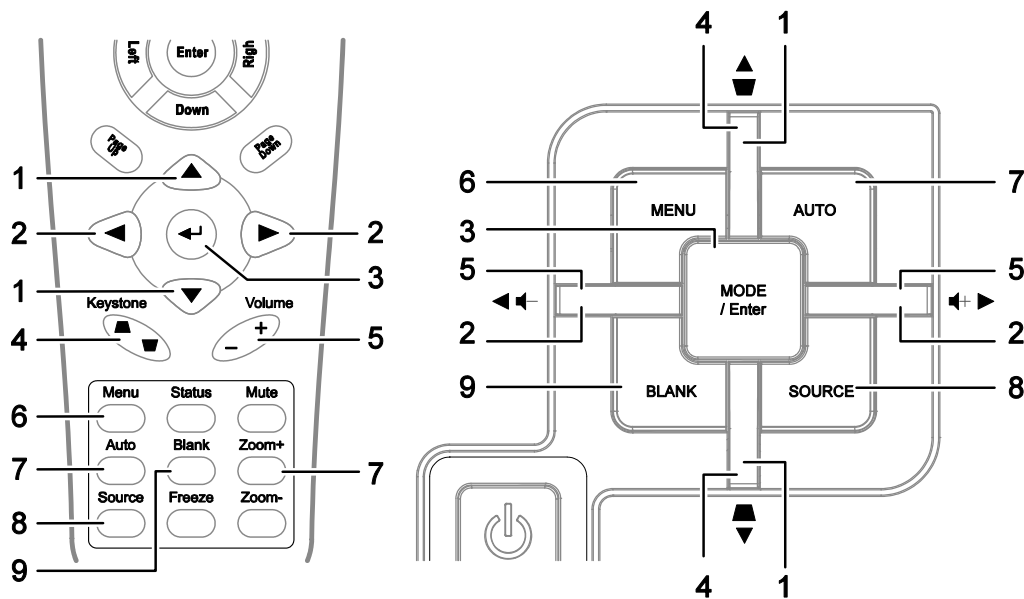 Left
Enter
Righ
Down
Page Up
Page Down
1
2
2
3
1
Keystone
Volume
4
+
−
5
Menu
Status
Mute
6
Auto
Blank
Zoom+
7
7
Source
Freeze
Zoom-
8
9
4
1
6
7
MENU
AUTO
3
5
5
MODE
/ Enter
−
+
2
2
9
BLANK
SOURCE
8
4
1